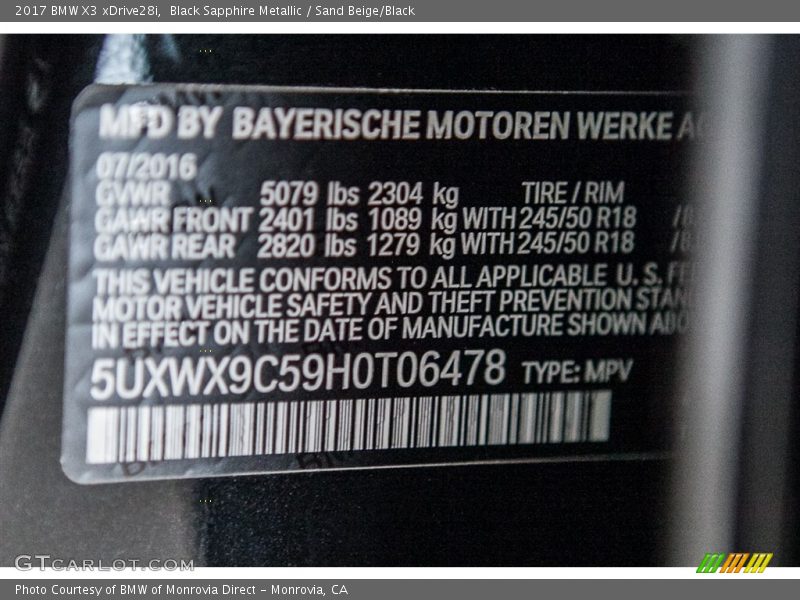 2017 BMW X3 xDrive28i, Black Sapphire Metallic / Sand Beige/Black
MFD BY BAYERISCHE MOTOREN WERKE
07/2016
GVWR 5079 lbs 2304 kg TIRE / RIM
GAWR FRONT 2401 lbs 1089 kg WITH 245/50 R18
GAWR REAR 2820 lbs 1279 kg WITH 245/50 R18
THIS VEHICLE CONFORMS TO ALL APPLICABLE U.S.
MOTOR VEHICLE SAFETY AND THEFT PREVENTION
IN EFFECT ON THE DATE OF MANUFACTURE SHOWN
5UXWX9C59H0T06478 TYPE: MPV
GTcarlot.com
Photo Courtesy of BMW of Monrovia Direct - Monrovia, CA